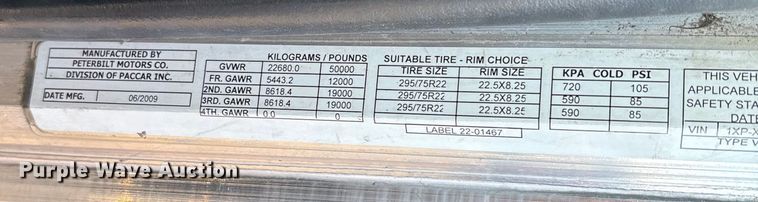 MANUFACTURED BY
PETERBILT MOTORS CO.
DIVISION OF PACCAR INC.
DATE MFG. 06/2009
KILOGRAMS / POUNDS
GVWR 22680.0 50000
FR. GAWR 5443.2 12000
2ND. GAWR 8618.4 19000
3RD. GAWR 8618.4 19000
4TH. GAWR 0.0 0
SUITABLE TIRE - RIM CHOICE
TIRE SIZE RIM SIZE
295/75R22 22.5X8.25
295/75R22 22.5X8.25
295/75R22 22.5X8.25
LABEL 22-01467
KPA COLD PSI
720 105
590 85
590 85
THIS VEH
APPLICABLE
SAFETY STA
DATE
VIN 1XP-X
TYPE V
Purple Wave Auction